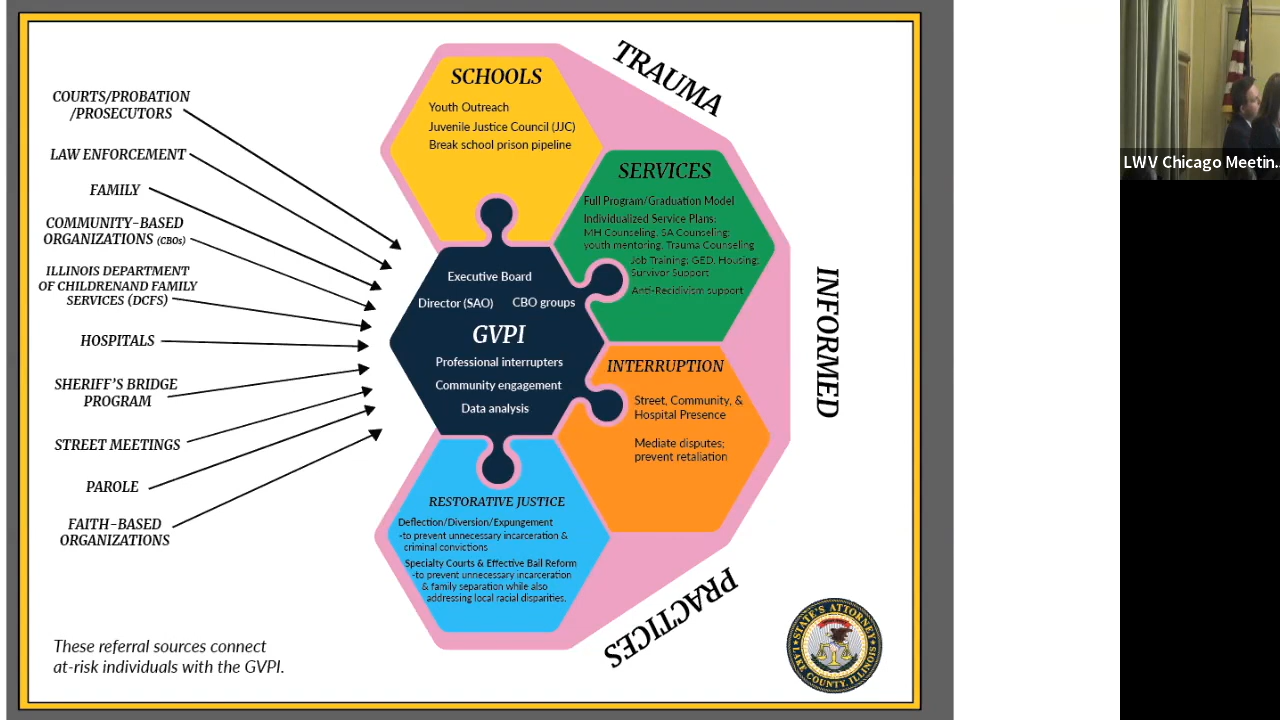 COURTS/PROBATION
/PROSECUTORS
LAW ENFORCEMENT
FAMILY
COMMUNITY-BASED
ORGANIZATIONS (CBOs)
ILLINOIS DEPARTMENT
OF CHILDRENAND FAMILY
SERVICES (DCFS)
HOSPITALS
SHERIFF'S BRIDGE
PROGRAM
STREET MEETINGS
PAROLE
FAITH-BASED
ORGANIZATIONS
These referral sources connect
at-risk individuals with the GVPI.
SCHOOLS
Youth Outreach
Juvenile Justice Council (JJC)
Break school prison pipeline
SERVICES
Full Program/Graduation Model
Individualized Service Plans:
MH Counseling, SA Counseling;
youth mentoring, Trauma Counseling
Job Training; GED, Housing;
Survivor Support
Anti-Recidivism support
Executive Board
Director (SAO) CBO groups
GVPI
Professional interrupters
Community engagement
Data analysis
INTERRUPTION
Street, Community, &
Hospital Presence
Mediate disputes;
prevent retaliation
RESTORATIVE JUSTICE
Deflection/Diversion/Expungement
-to prevent unnecessary incarceration &
criminal convictions
Specialty Courts & Effective Bail Reform
-to prevent unnecessary incarceration
& family separation while also
addressing local racial disparities.
TRAUMA
INFORMED
PRACTICES
STATE'S ATTORNEY
LAKE COUNTY, ILLINOIS
LWV Chicago Meetin...